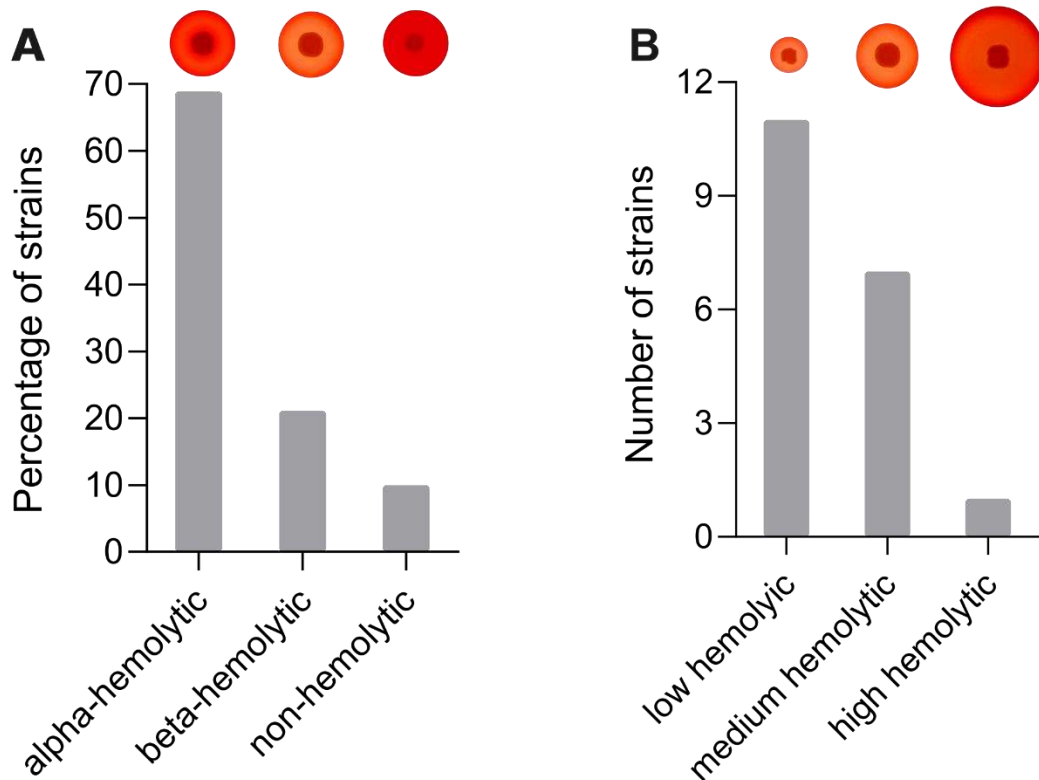 A
Percentage of strains
70
60
50
40
30
20
10
0
alpha-hemolytic
beta-hemolytic
non-hemolytic
B
Number of strains
12
9
6
3
0
low hemolyic
medium hemolytic
high hemolytic